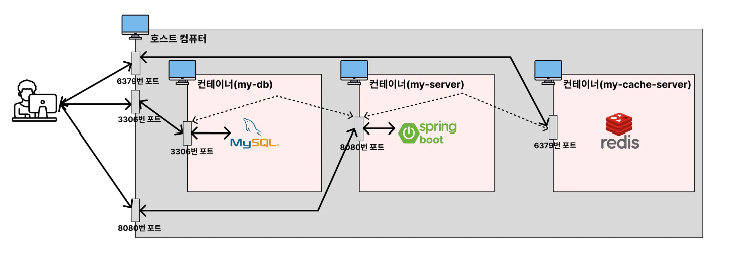 호스트 컴퓨터
6379번 포트
컨테이너(my-db)
컨테이너(my-server)
컨테이너(my-cache-server)
3306번 포트
MySQL
3306번 포트
8080번 포트
spring
boot
6379번 포트
redis
8080번 포트